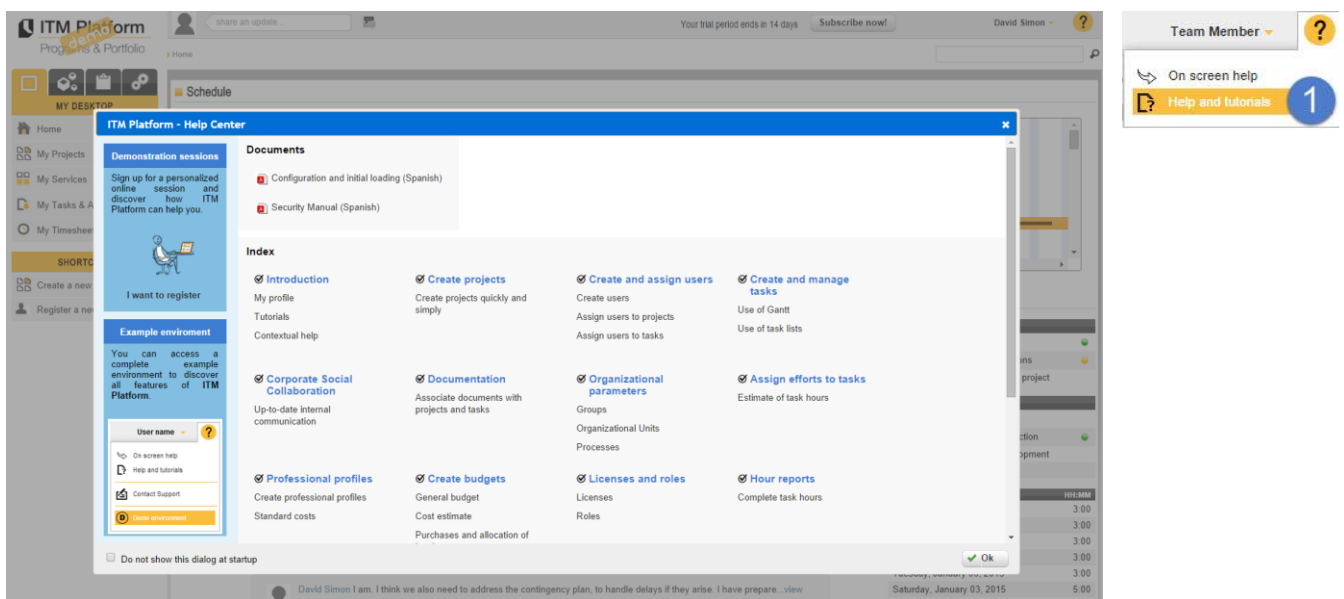 ITM Platform
demo
Programs & Portfolio
share an update...
Your trial period ends in 14 days
Subscribe now!
David Simon
?
Home
MY DESKTOP
Home
My Projects
My Services
My Tasks & A
My Timeshee
SHORTC
Create a new
Register a ne
Schedule
ITM Platform - Help Center
×
Demonstration sessions
Sign up for a personalized
online session and
discover how ITM
Platform can help you.
I want to register
Example enviroment
You can access a
complete example
environment to discover
all features of ITM
Platform.
User name
?
On screen help
Help and tutorials
Contact Support
Demo environment
Documents
Configuration and initial loading (Spanish)
Security Manual (Spanish)
Index
Introduction
My profile
Tutorials
Contextual help
Create projects
Create projects quickly and
simply
Create and assign users
Create users
Assign users to projects
Assign users to tasks
Create and manage
tasks
Use of Gantt
Use of task lists
Corporate Social
Collaboration
Up-to-date internal
communication
Documentation
Associate documents with
projects and tasks
Organizational
parameters
Groups
Organizational Units
Processes
Assign efforts to tasks
Estimate of task hours
Professional profiles
Create professional profiles
Standard costs
Create budgets
General budget
Cost estimate
Purchases and allocation of
Licenses and roles
Licenses
Roles
Hour reports
Complete task hours
Do not show this dialog at startup
Ok
ons
project
ction
opment
HH:MM
3:00
3:00
3:00
3:00
3:00
Saturday, January 03, 2015
5:00
David Simon I am. I think we also need to address the contingency plan, to handle delays if they arise. I have prepare...view
Team Member
?
On screen help
Help and tutorials
1